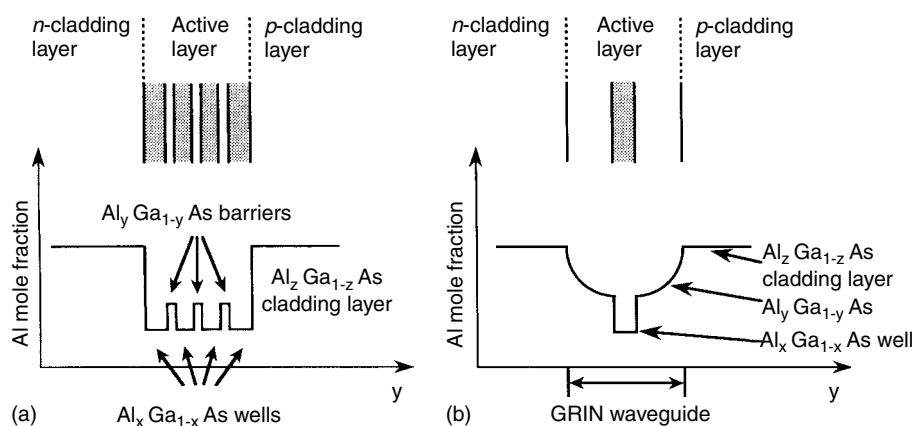 n-cladding layer
Active layer
p-cladding layer
Al mole fraction
Aly Ga1-y As barriers
Alz Ga1-z As cladding layer
Alx Ga1-x As wells
y
(a)
n-cladding layer
Active layer
p-cladding layer
Al mole fraction
Alz Ga1-z As cladding layer
Aly Ga1-y As
Alx Ga1-x As well
y
GRIN waveguide
(b)